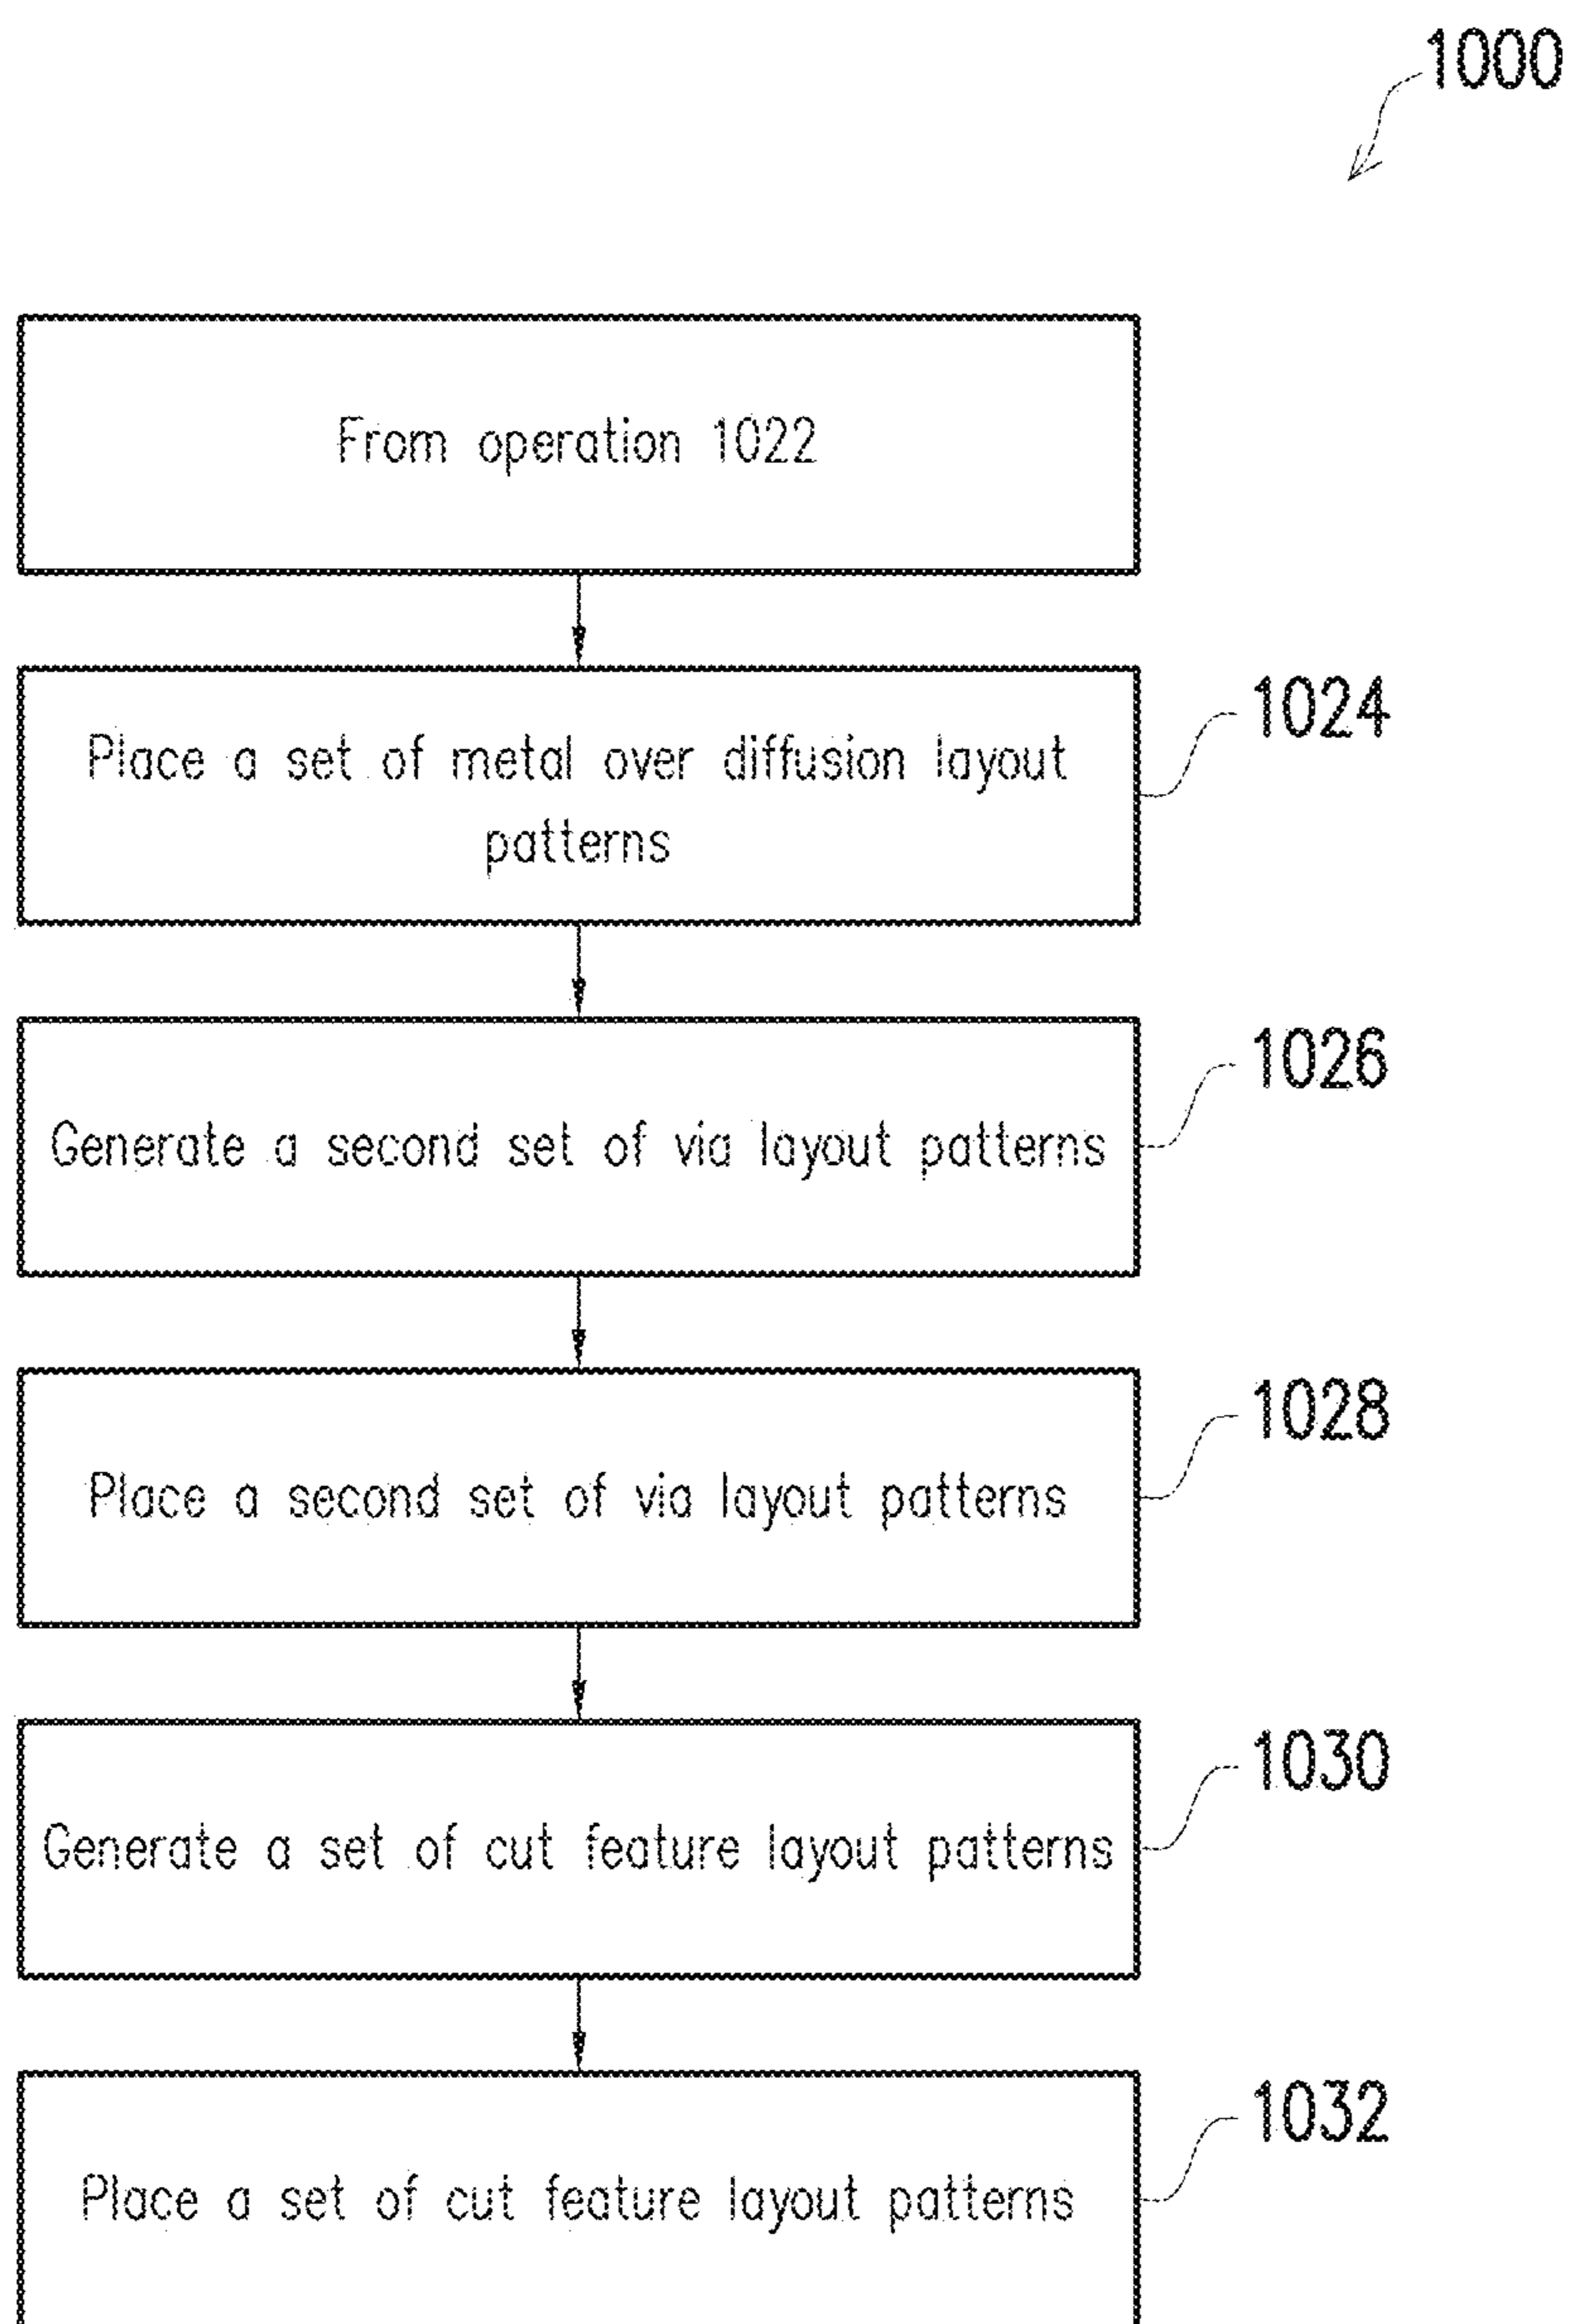 1000
From operation 1022
Place a set of metal over diffusion layout
patterns
1024
Generate a second set of via layout patterns
1026
Place a second set of via layout patterns
1028
Generate a set of cut feature layout patterns
1030
Place a set of cut feature layout patterns
1032